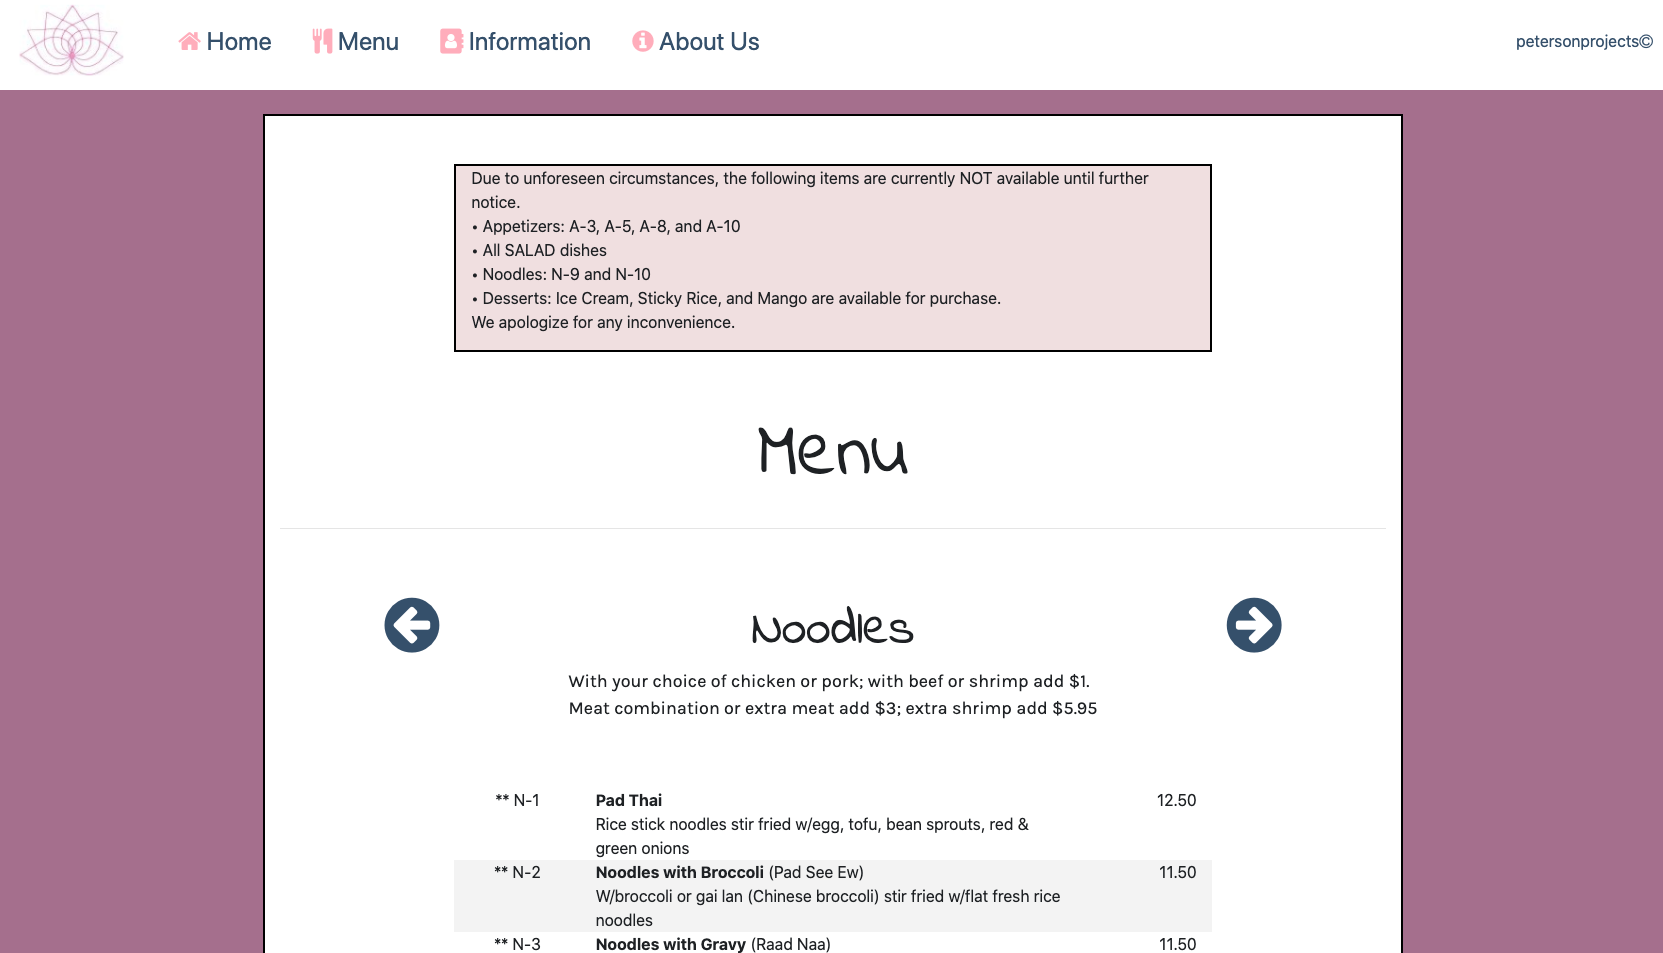 Home Menu Information About Us petersonprojects©
Due to unforeseen circumstances, the following items are currently NOT available until further
notice.
• Appetizers: A-3, A-5, A-8, and A-10
• All SALAD dishes
• Noodles: N-9 and N-10
• Desserts: Ice Cream, Sticky Rice, and Mango are available for purchase.
We apologize for any inconvenience.
Menu
Noodles
With your choice of chicken or pork; with beef or shrimp add $1.
Meat combination or extra meat add $3; extra shrimp add $5.95
** N-1 Pad Thai 12.50
Rice stick noodles stir fried w/egg, tofu, bean sprouts, red &
green onions
** N-2 Noodles with Broccoli (Pad See Ew) 11.50
W/broccoli or gai lan (Chinese broccoli) stir fried w/flat fresh rice
noodles
** N-3 Noodles with Gravy (Raad Naa) 11.50